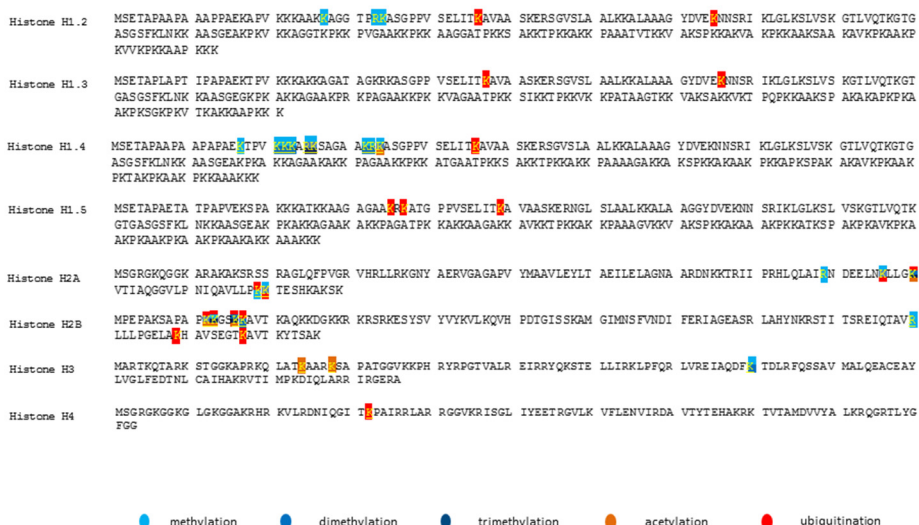 Histone H1.2 MSETAPAAPA AAPPAEKAPV KKKAAKKAGG TPRKASGPPV SELITKAVAA SKERSGVSLA ALKKALAAAG YDVEKNNSRI KLGLKSLVSK GTLVQTKGTG
ASGSFKLNKK AASGEAKPKV KKAGGTKPKK PVGAAKKPKK AAGGATPKKS AKKTPKKAKK PAAATVTKKV AKSPKKAKVA KPKKAAKSAA KAVKPKAAKP
KVVKPKKAAP KKK
Histone H1.3 MSETAPLAPT IPAPAEKTPV KKKAKKAGAT AGKRKASGPP VSELITKAVA ASKERSGVSL AALKKALAAA GYDVEKNNSR IKLGLKSLVS KGTLVQTKGT
GASGSFKLNK KAASGEGKPK AKKAGAAKPR KPAGAAKKPK KVAGAATPKK SIKKTPKKVK KPATAAGTKK VAKSAKKVKT PQPKKAAKSP AKAKAPKPKA
AKPKSGKPKV TKAKKAAPKK K
Histone H1.4 MSETAPAAPA APAPAEKTPV KKKARKSAGA AKRKASGPPV SELITKAVAA SKERSGVSLA ALKKALAAAG YDVEKNNSRI KLGLKSLVSK GTLVQTKGTG
ASGSFKLNKK AASGEAKPKA KKAGAAKAKK PAGAAKKPKK ATGAATPKKS AKKTPKKAKK PAAAAGAKKA KSPKKAKAAK PKKAPKSPAK AKAVKPKAAK
PKTAKPKAAK PKKAAAKKK
Histone H1.5 MSETAPAETA TPAPVEKSPA KKKATKKAAG AGAAKRKATG PPVSELITKA VAASKERNGL SLAALKKALA AGGYDVEKNN SRIKLGLKSL VSKGTLVQTK
GTGASGSFKL NKKAASGEAK PKAKKAGAAK AKKPAGATPK KAKKAAGAKK AVKKTPKKAK KPAAAGVKKV AKSPKKAKAA AKPKKATKSP AKPKAVKPKA
AKPKAAKPKA AKPKAAKAKK AAAKKK
Histone H2A MSGRGKQGGK ARAKAKSRSS RAGLQFPVGR VHRLLRKGNY AERVGAGAPV YMAAVLEYLT AEILELAGNA ARDNKKTRII PRHLQLAIRN DEELNKLLGK
VTIAQGGVLP NIQAVLLPKK TESHKAKSK
Histone H2B MPEPAKSAPA PKKGSKKAVT KAQKKDGKKR KRSRKESYSV YVYKVLKQVH PDTGISSKAM GIMNSFVNDI FERIAGEASR LAHYNKRSTI TSREIQTAVR
LLLPGELAKH AVSEGTKAVT KYTSAK
Histone H3 MARTKQTARK STGGKAPRKQ LATKAARKSA PATGGVKKPH RYRPGTVALR EIRRYQKSTE LLIRKLPFQR LVREIAQDFK TDLRFQSSAV MALQEACEAY
LVGLFEDTNL CAIHAKRVTI MPKDIQLARR IRGERA
Histone H4 MSGRGKGGKG LGKGGAKRHR KVLRDNIQGI TKPAIRRLAR RGGVKRISGL IYEETRGVLK VFLENVIRDA VTYTEHAKRK TVTAMDVVYA LKRQGRTLYG
FGG
methylation dimethylation trimethylation acetylation ubiquitination